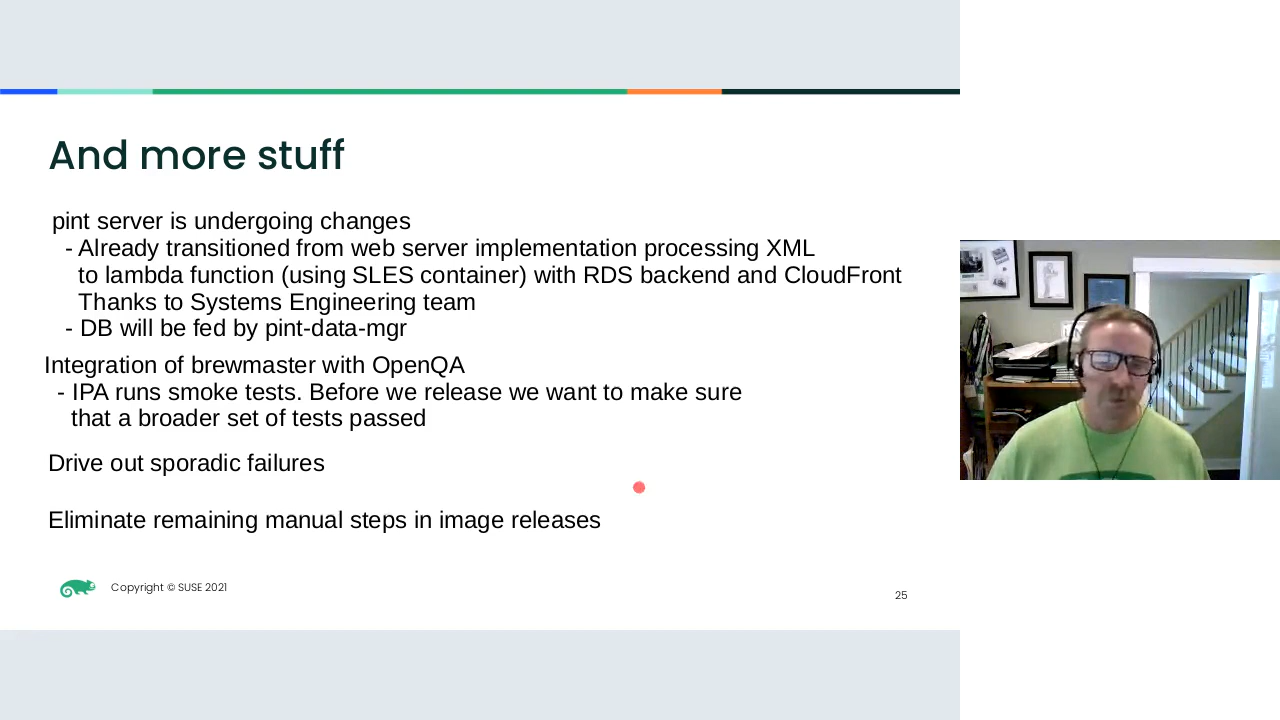 And more stuff
pint server is undergoing changes
- Already transitioned from web server implementation processing XML
to lambda function (using SLES container) with RDS backend and CloudFront
Thanks to Systems Engineering team
- DB will be fed by pint-data-mgr
Integration of brewmaster with OpenQA
- IPA runs smoke tests. Before we release we want to make sure
that a broader set of tests passed
Drive out sporadic failures
Eliminate remaining manual steps in image releases
Copyright © SUSE 2021
25